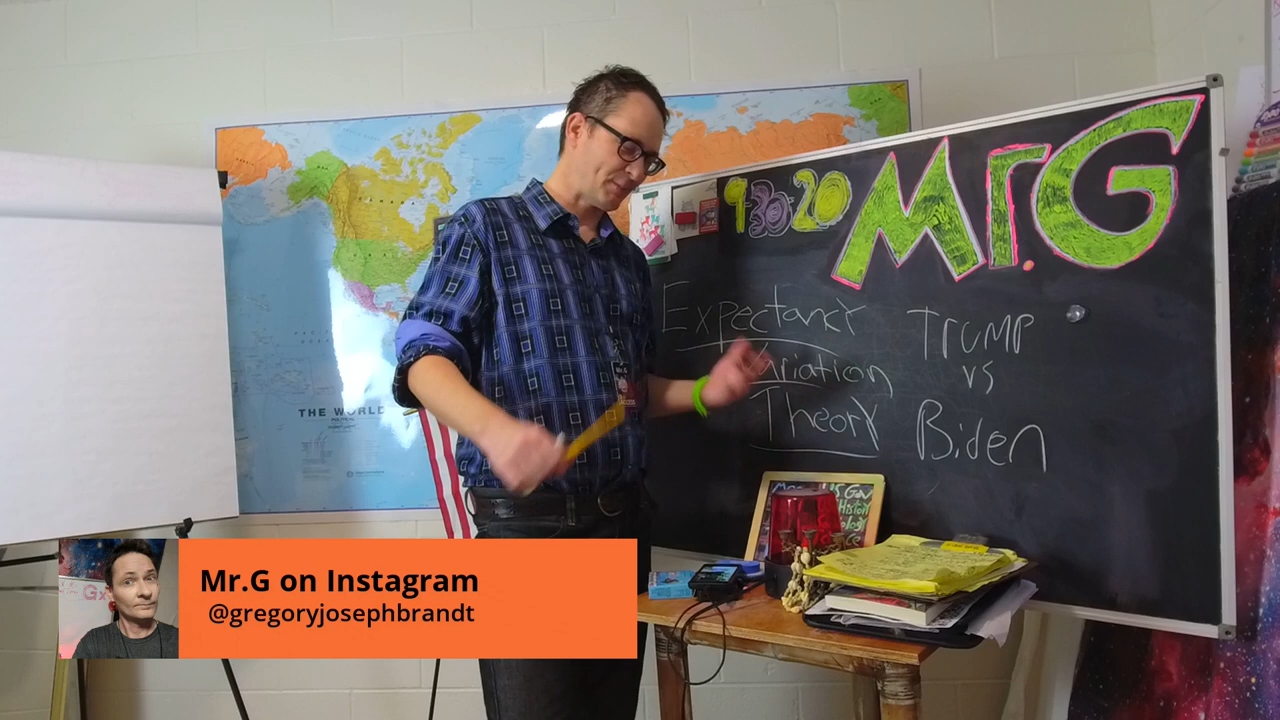 9-30-20
Mr.G
Expectancy
Variation
Theory
Trump
vs
Biden
THE WORLD
Mr.G on Instagram
@gregoryjosephbrandt